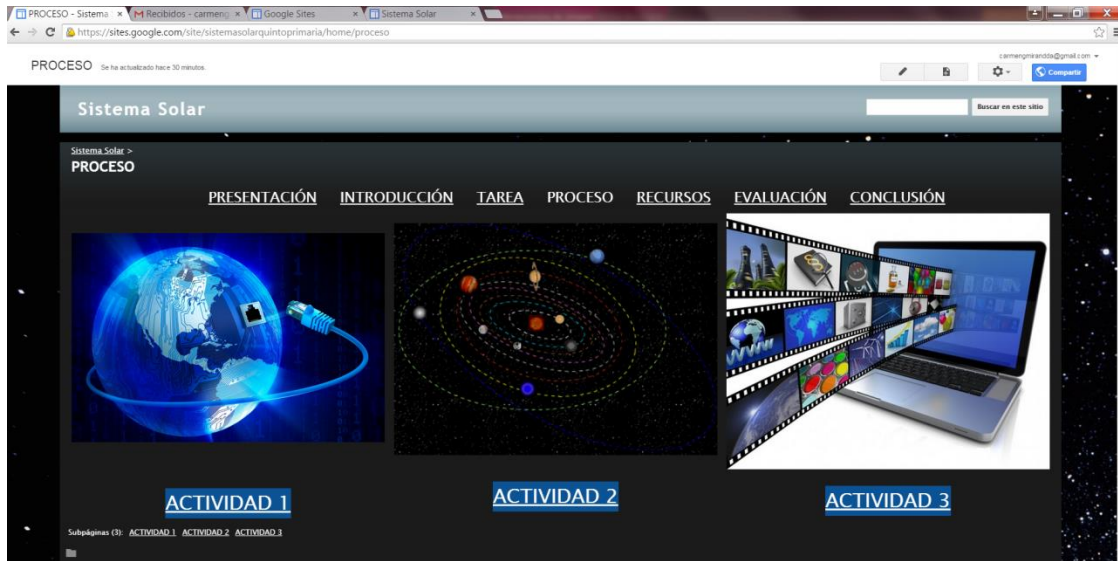 PROCESO - Sistema
Recibidos - carmeng
Google Sites
Sistema Solar
https://sites.google.com/site/sistemasolarquintoprimaria/home/proceso
carmengmirandda@gmail.com
PROCESO Se ha actualizado hace 30 minutos.
Compartir
Sistema Solar
Buscar en este sitio
Sistema Solar >
PROCESO
PRESENTACIÓN INTRODUCCIÓN TAREA PROCESO RECURSOS EVALUACIÓN CONCLUSIÓN
ACTIVIDAD 1
ACTIVIDAD 2
ACTIVIDAD 3
Subpáginas (3): ACTIVIDAD 1 ACTIVIDAD 2 ACTIVIDAD 3